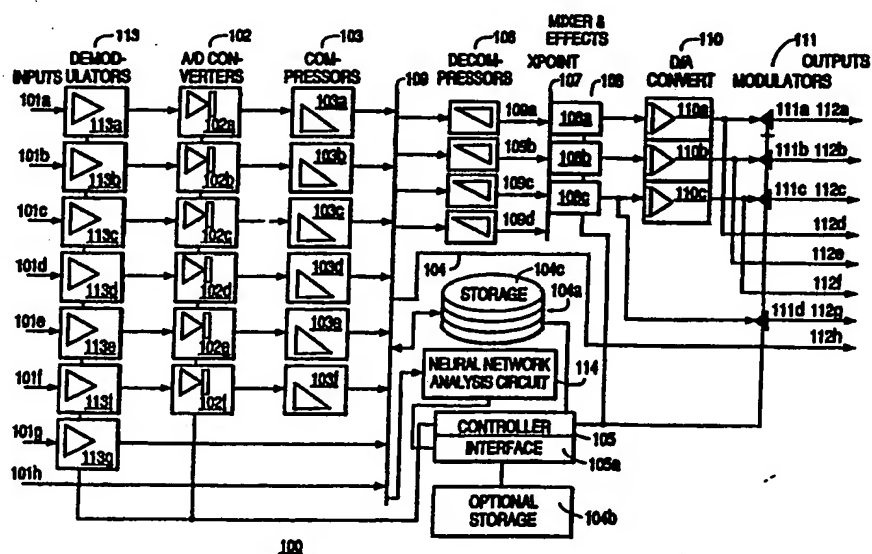 113 102 103 106 MIXER & EFFECTS 110 111
INPUTS DEMOD-ULATORS A/D CON-VERTERS COM-PRESSORS 109 DECOM-PRESSORS XPOINT 107 108 D/A CONVERT MODULATORS OUTPUTS
101a 113a 102a 103a 109a 108a 110a 111a 112a
101b 113b 102b 103b 109b 108b 110b 111b 112b
101c 113c 102c 103c 109c 108c 110c 111c 112c
109d 112d
101d 113d 102d 103d 104 104c 112e
STORAGE 104a 112f
101e 113e 102e 103e 111d 112g
112h
NEURAL NETWORK
ANALYSIS CIRCUIT 114
101f 113f 102f 103f
101g 113g CONTROLLER 105
INTERFACE 105a
101h
OPTIONAL
STORAGE 104b
100